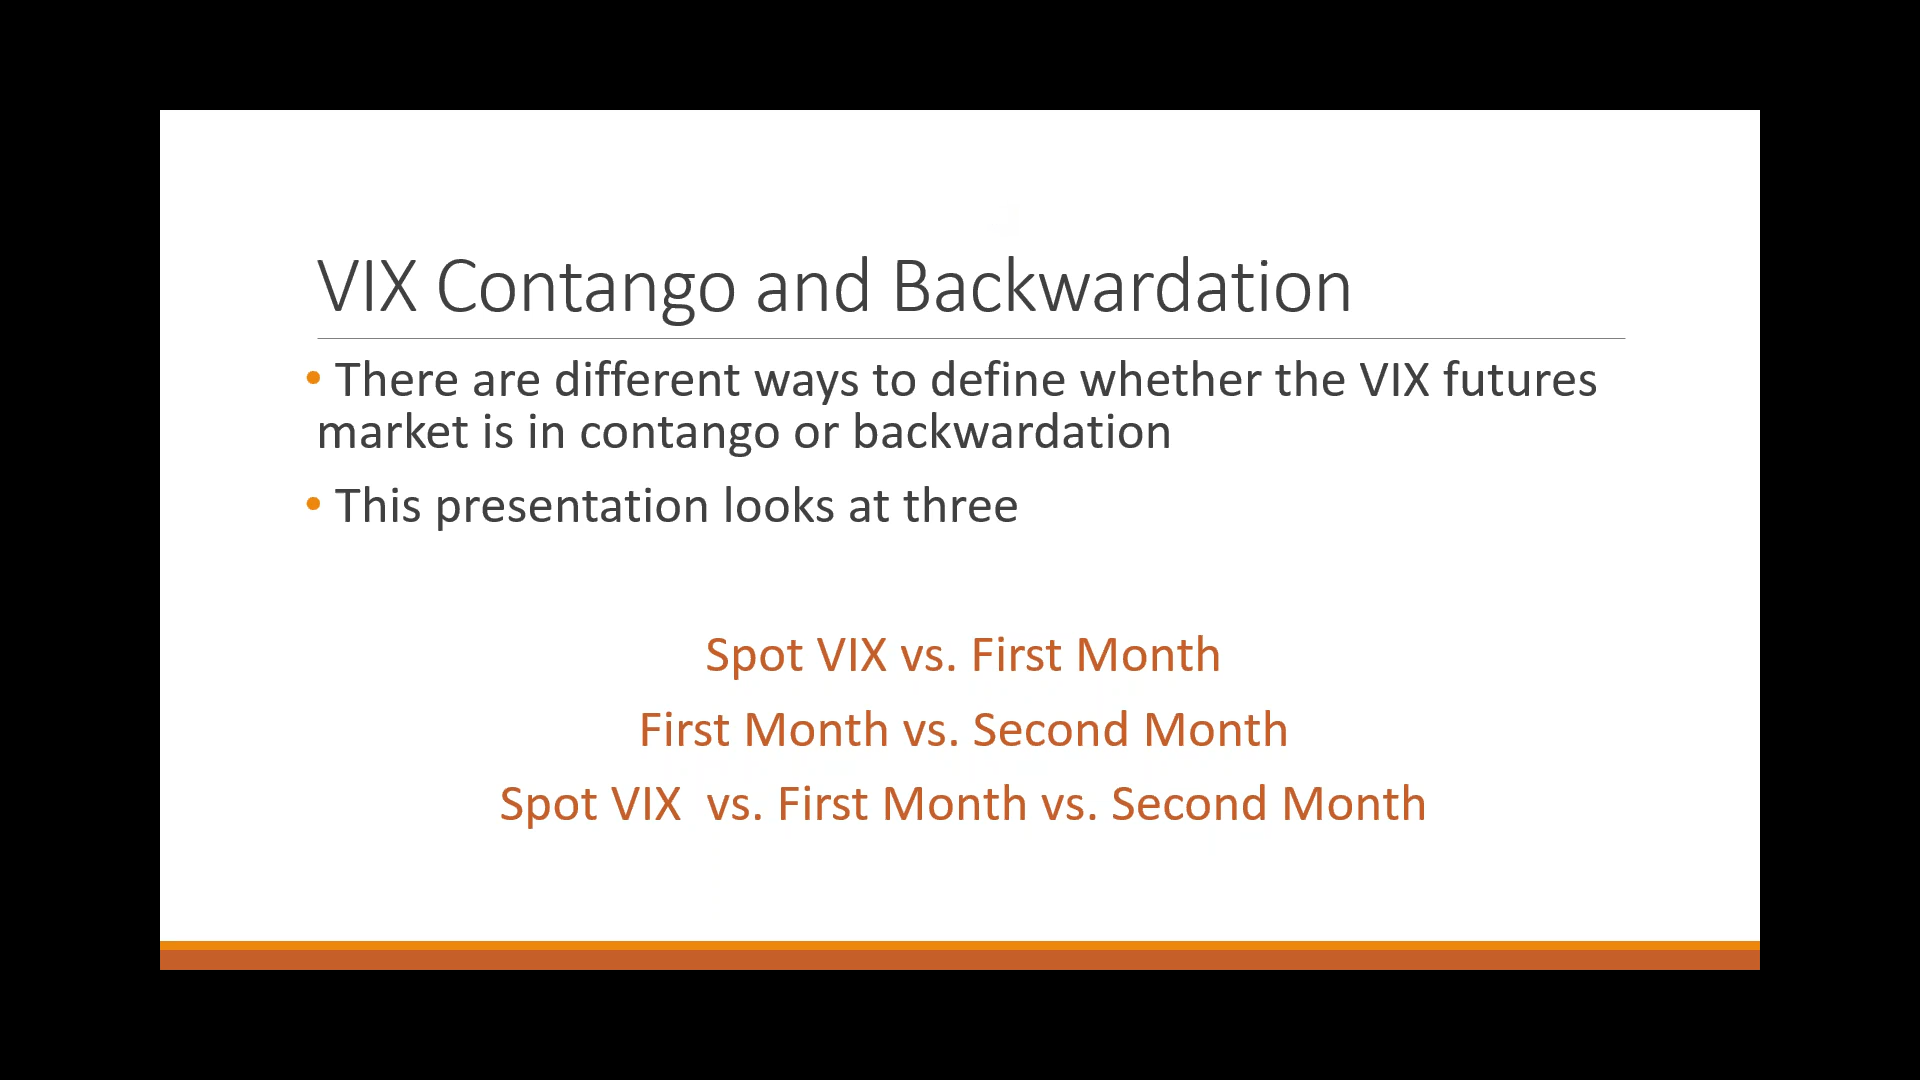 VIX Contango and Backwardation
• There are different ways to define whether the VIX futures
market is in contango or backwardation
• This presentation looks at three
Spot VIX vs. First Month
First Month vs. Second Month
Spot VIX  vs. First Month vs. Second Month